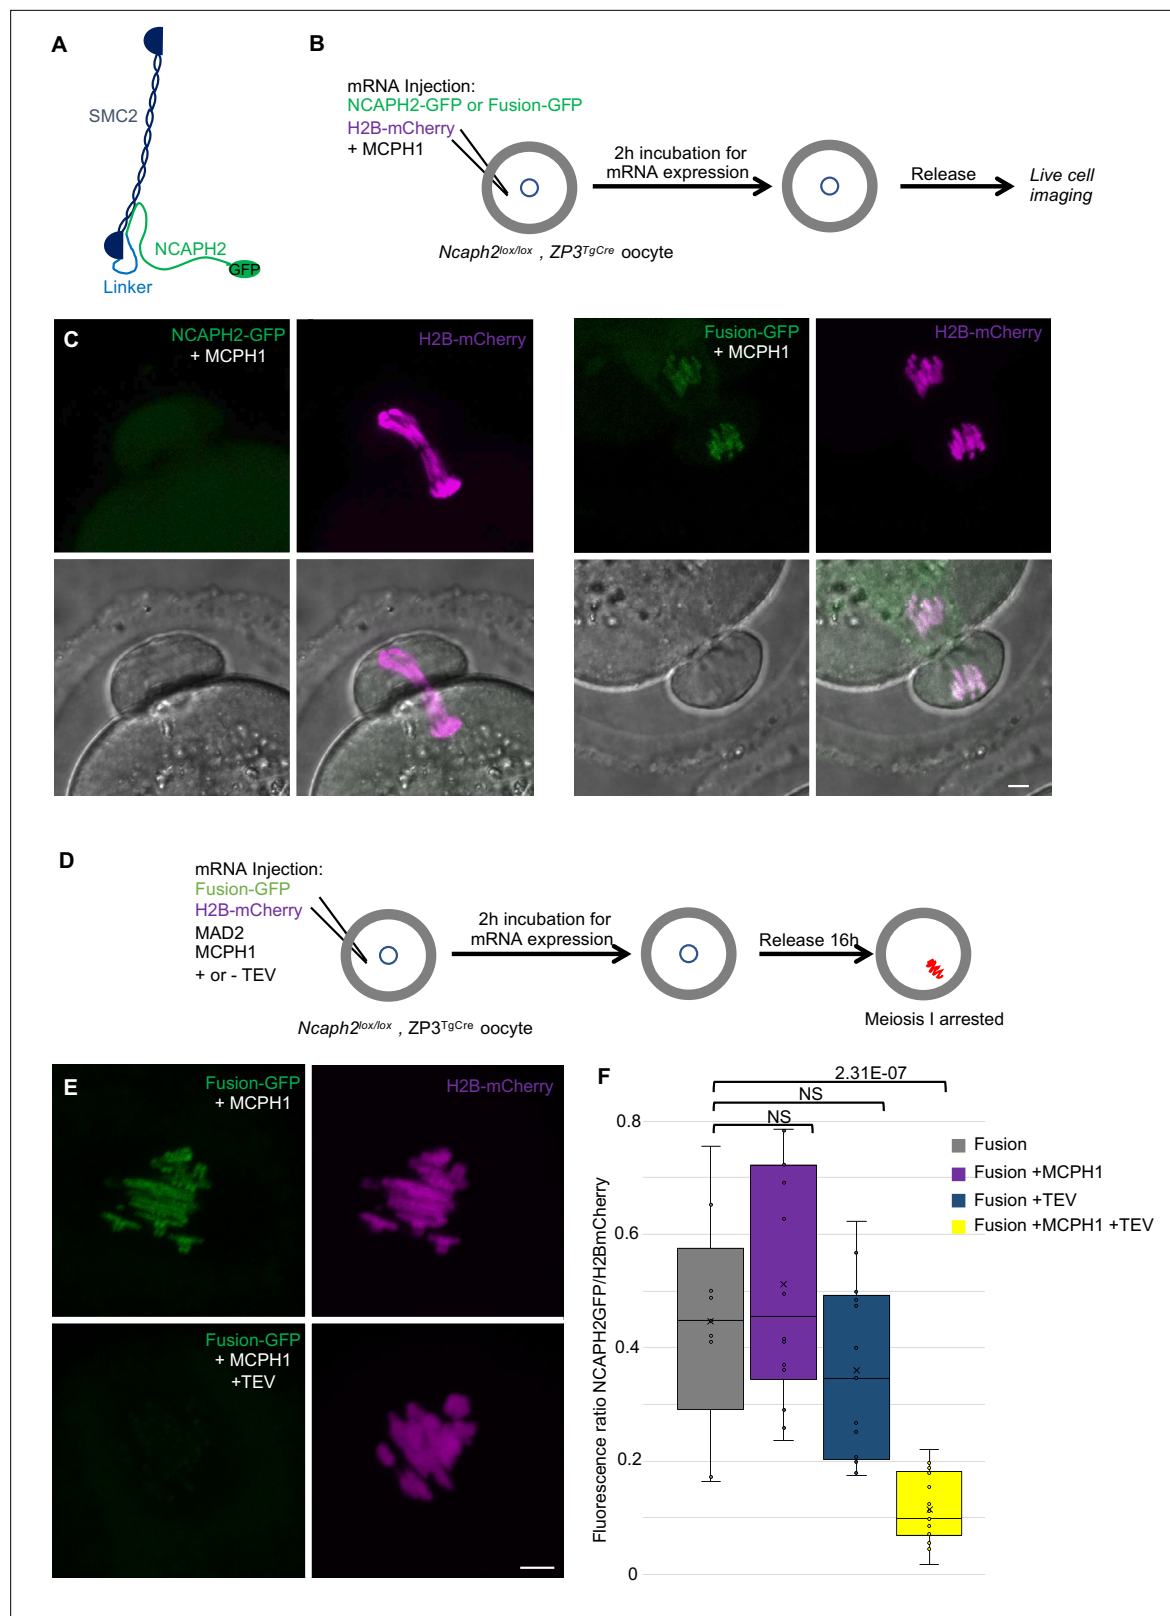 A
SMC2
NCAPH2
GFP
Linker
B
mRNA Injection:
NCAPH2-GFP or Fusion-GFP
H2B-mCherry
+ MCPH1
2h incubation for
mRNA expression
Release
Live cell
imaging
Ncaph2lox/lox , ZP3TgCre oocyte
C
NCAPH2-GFP
+ MCPH1
H2B-mCherry
Fusion-GFP
+ MCPH1
H2B-mCherry
D
mRNA Injection:
Fusion-GFP
H2B-mCherry
MAD2
MCPH1
+ or - TEV
2h incubation for
mRNA expression
Release 16h
Ncaph2lox/lox , ZP3TgCre oocyte
Meiosis I arrested
E
Fusion-GFP
+ MCPH1
H2B-mCherry
Fusion-GFP
+ MCPH1
+TEV
F
2.31E-07
NS
NS
0.8
0.6
0.4
0.2
0
Fluorescence ratio NCAPH2GFP/H2BmCherry
Fusion
Fusion +MCPH1
Fusion +TEV
Fusion +MCPH1 +TEV